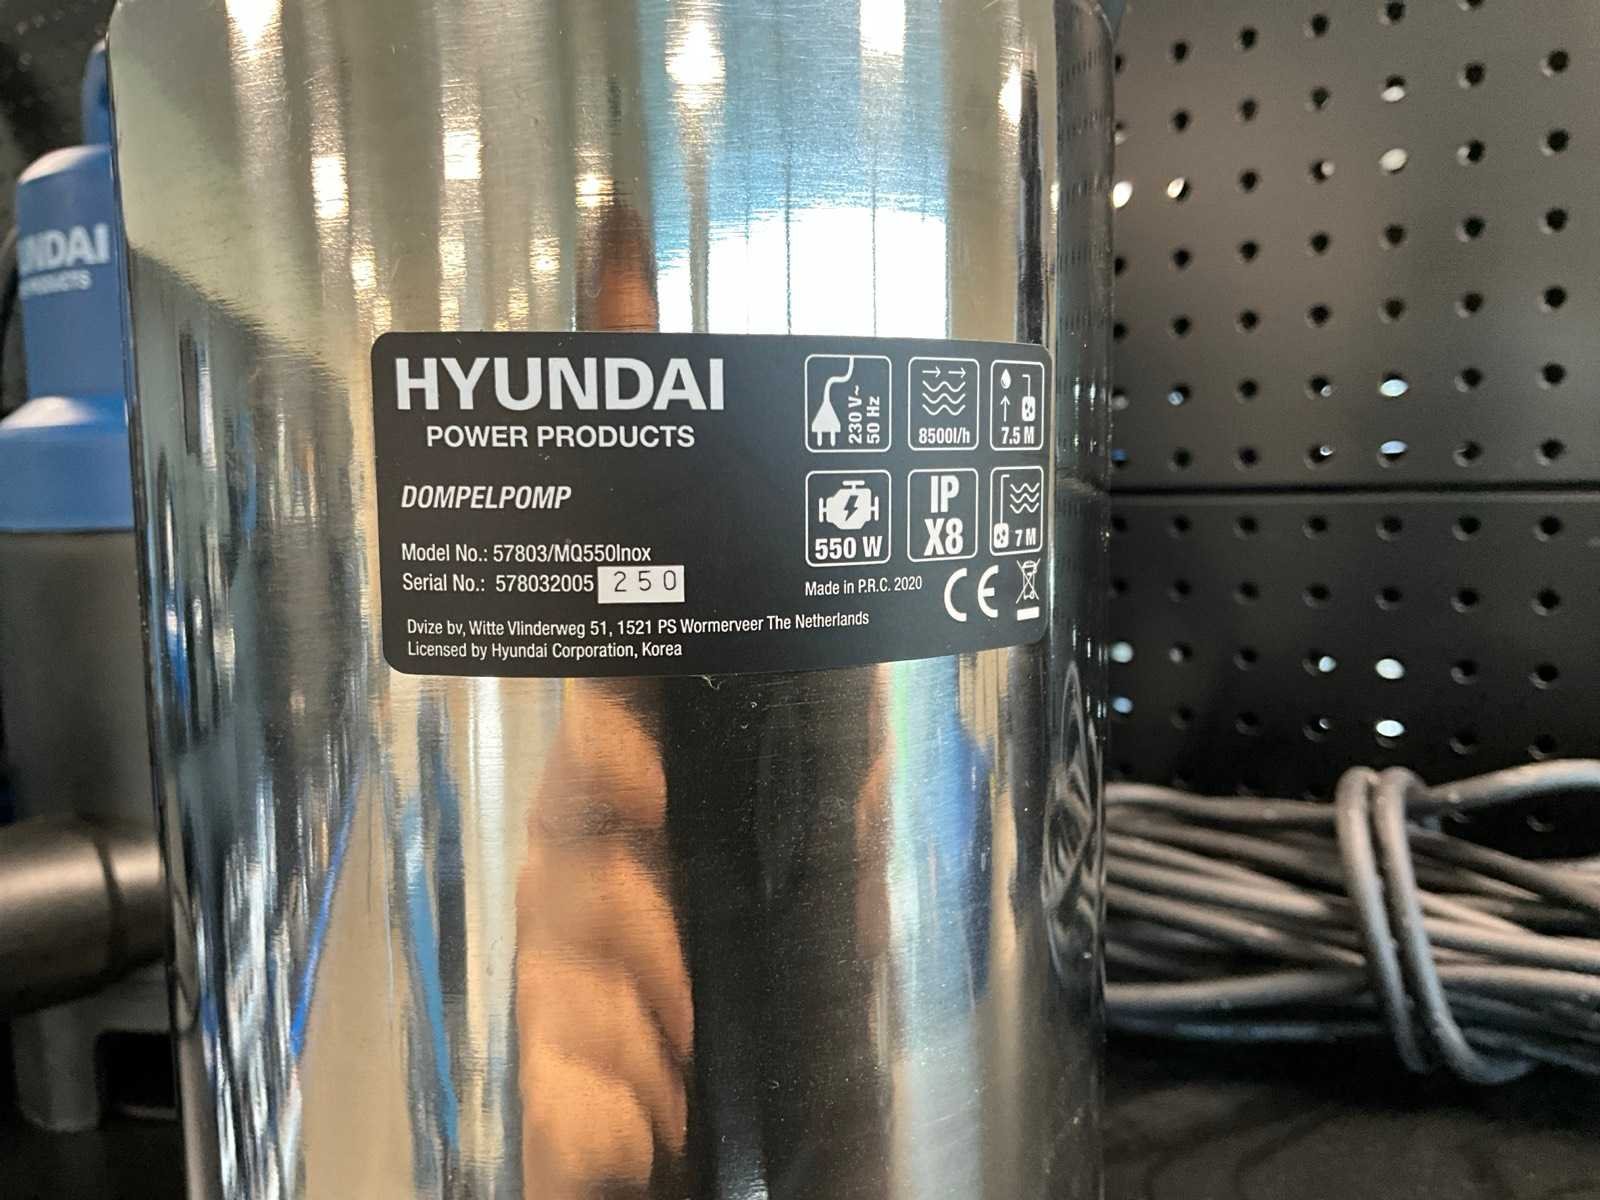 HYUNDAI
POWER PRODUCTS
DOMPELPOMP
Model No.: 57803/MQ550Inox
Serial No.: 578032005 250
Dvize bv, Witte Vlinderweg 51, 1521 PS Wormerveer The Netherlands
Licensed by Hyundai Corporation, Korea
230 V~
50 Hz
8500l/h
7.5 M
550 W
IP
X8
7 M
Made in P.R.C. 2020
CE
NDAI
PRODUCTS